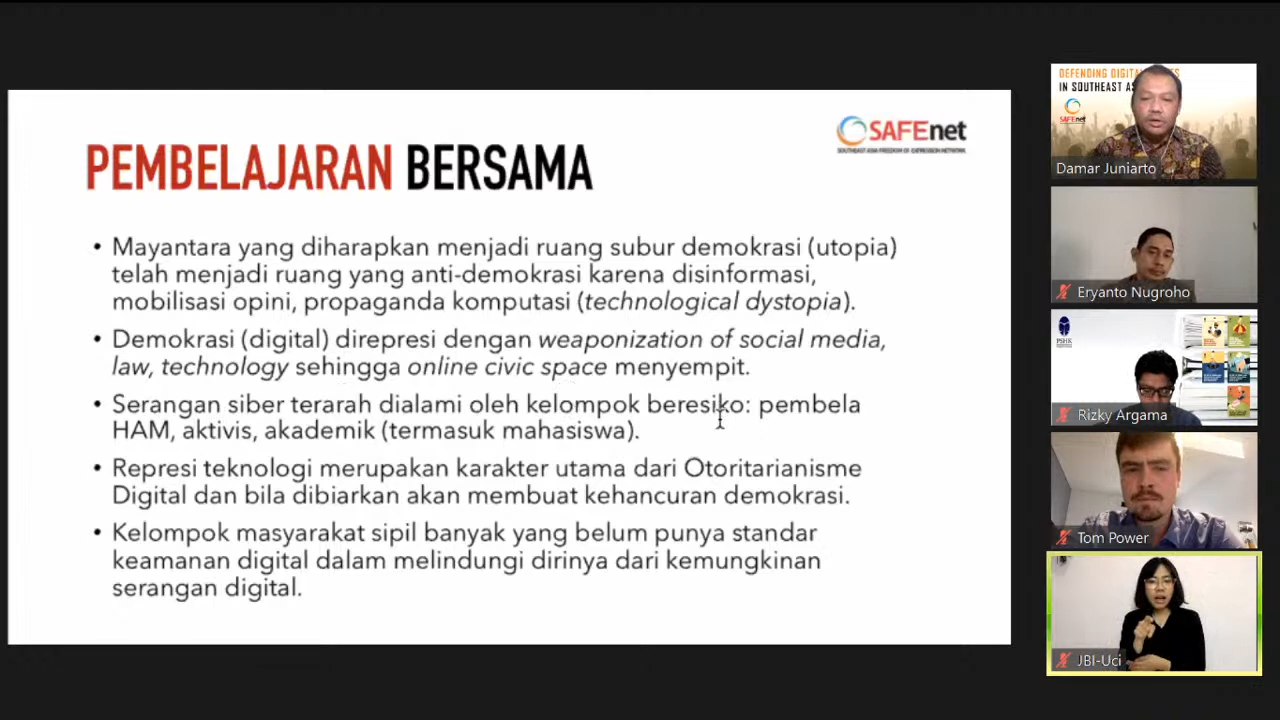 PEMBELAJARAN BERSAMA
SAFEnet
SOUTHEAST ASIA FREEDOM OF EXPRESSION NETWORK
• Mayantara yang diharapkan menjadi ruang subur demokrasi (utopia)
telah menjadi ruang yang anti-demokrasi karena disinformasi,
mobilisasi opini, propaganda komputasi (technological dystopia).
• Demokrasi (digital) direpresi dengan weaponization of social media,
law, technology sehingga online civic space menyempit.
• Serangan siber terarah dialami oleh kelompok beresiko: pembela
HAM, aktivis, akademik (termasuk mahasiswa).
• Represi teknologi merupakan karakter utama dari Otoritarianisme
Digital dan bila dibiarkan akan membuat kehancuran demokrasi.
• Kelompok masyarakat sipil banyak yang belum punya standar
keamanan digital dalam melindungi dirinya dari kemungkinan
serangan digital.
DEFENDING DIGITAL
IN SOUTHEAST AS
SAFEnet
Damar Juniarto
Eryanto Nugroho
PSHK
Rizky Argama
Tom Power
JBI-Uci